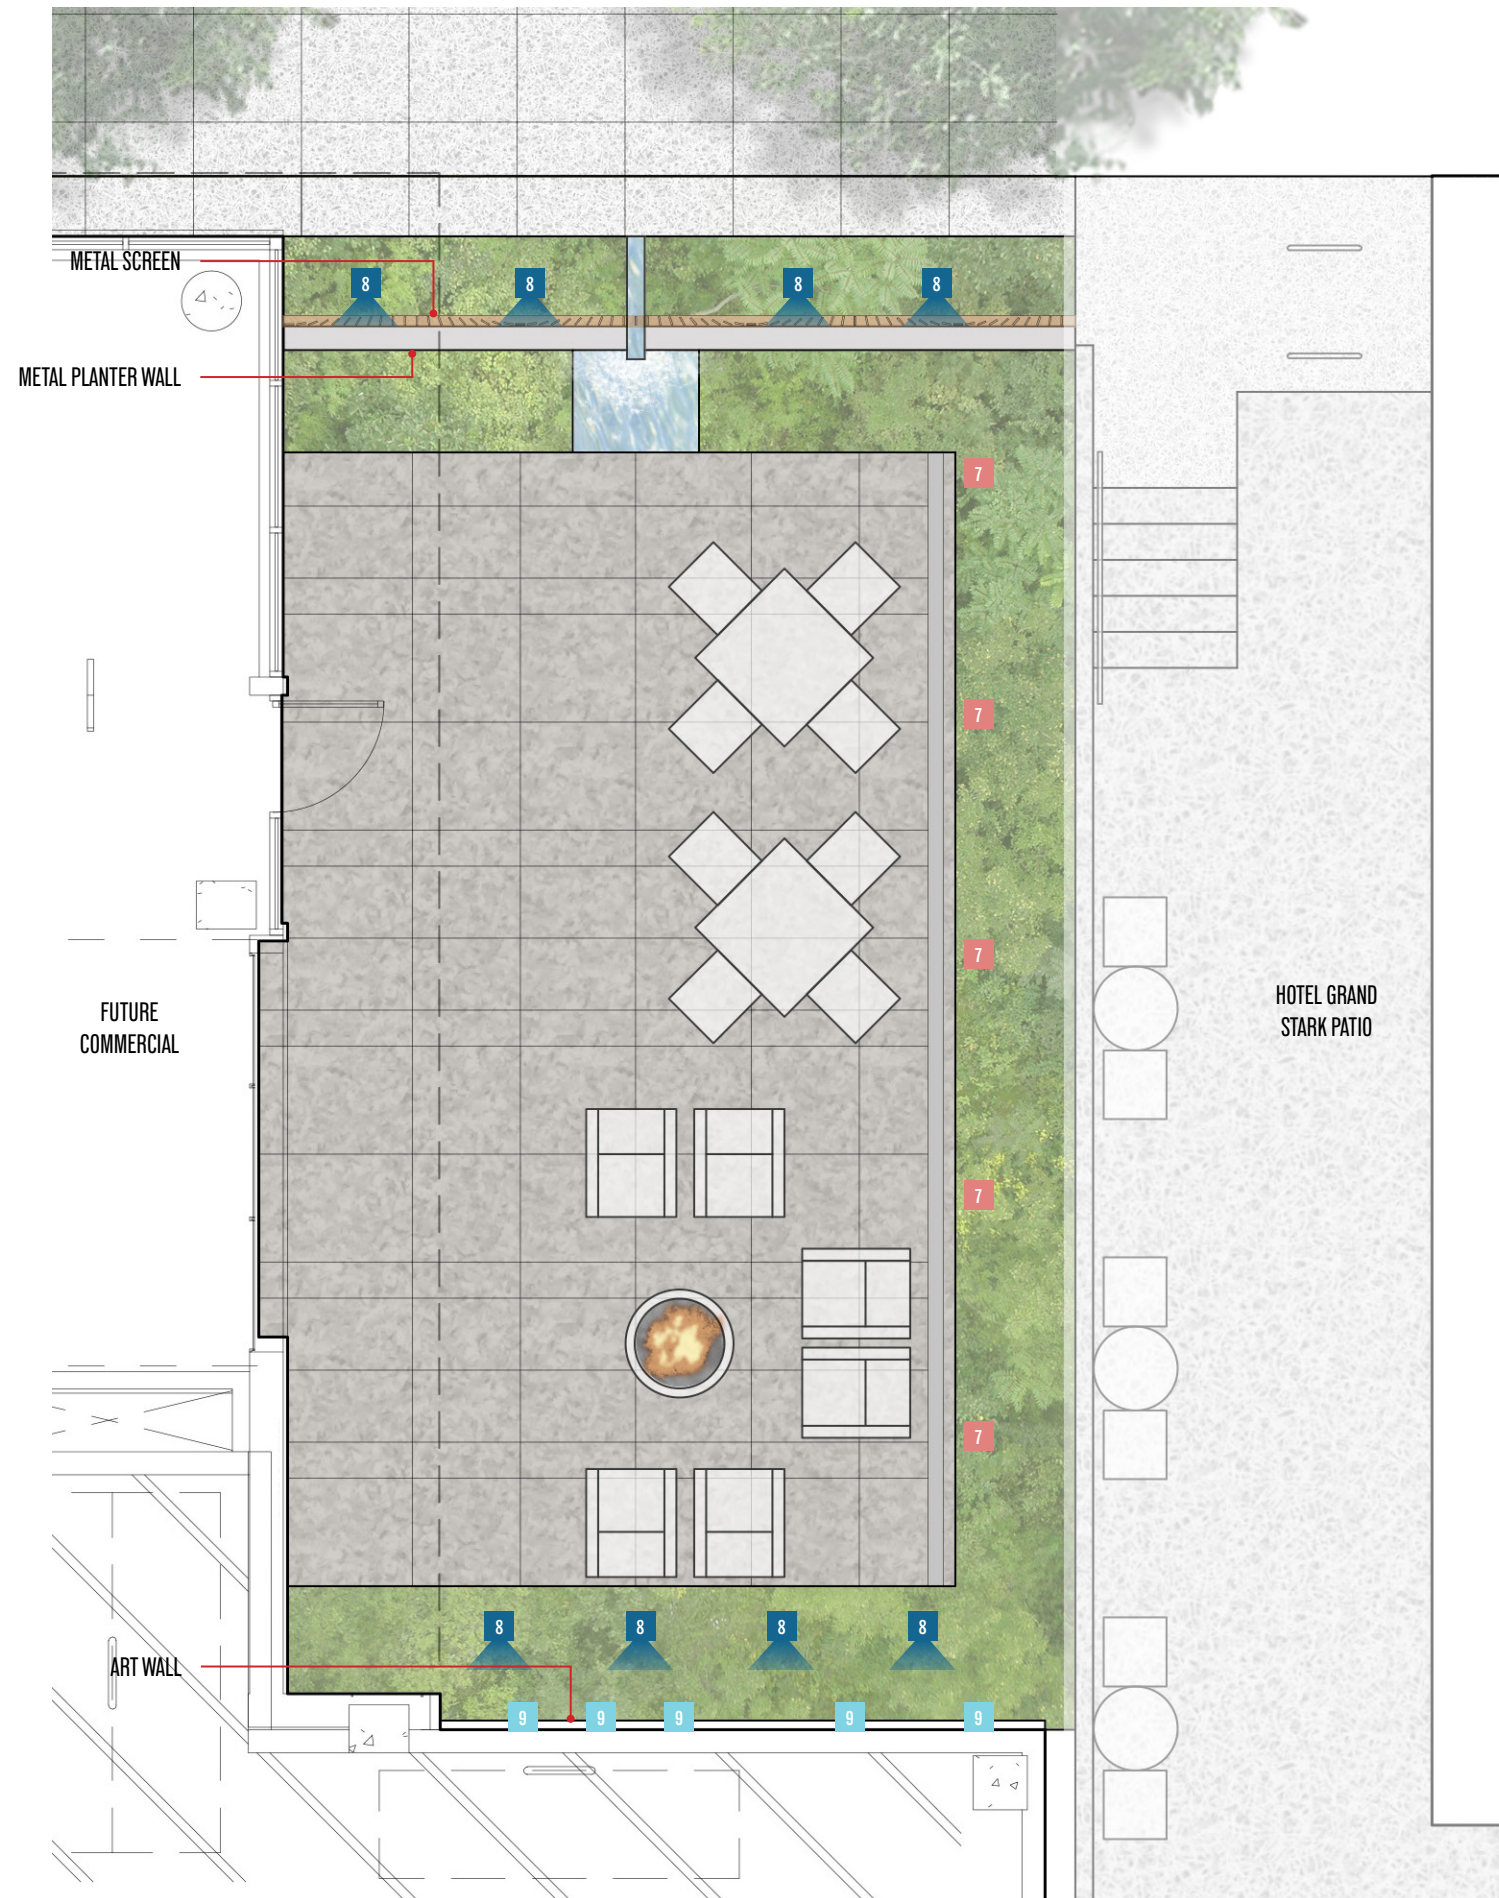 METAL SCREEN
8 8 8 8
METAL PLANTER WALL
7
7
7
HOTEL GRAND
STARK PATIO
FUTURE
COMMERCIAL
7
7
8 8 8 8
ART WALL
9 9 9 9 9